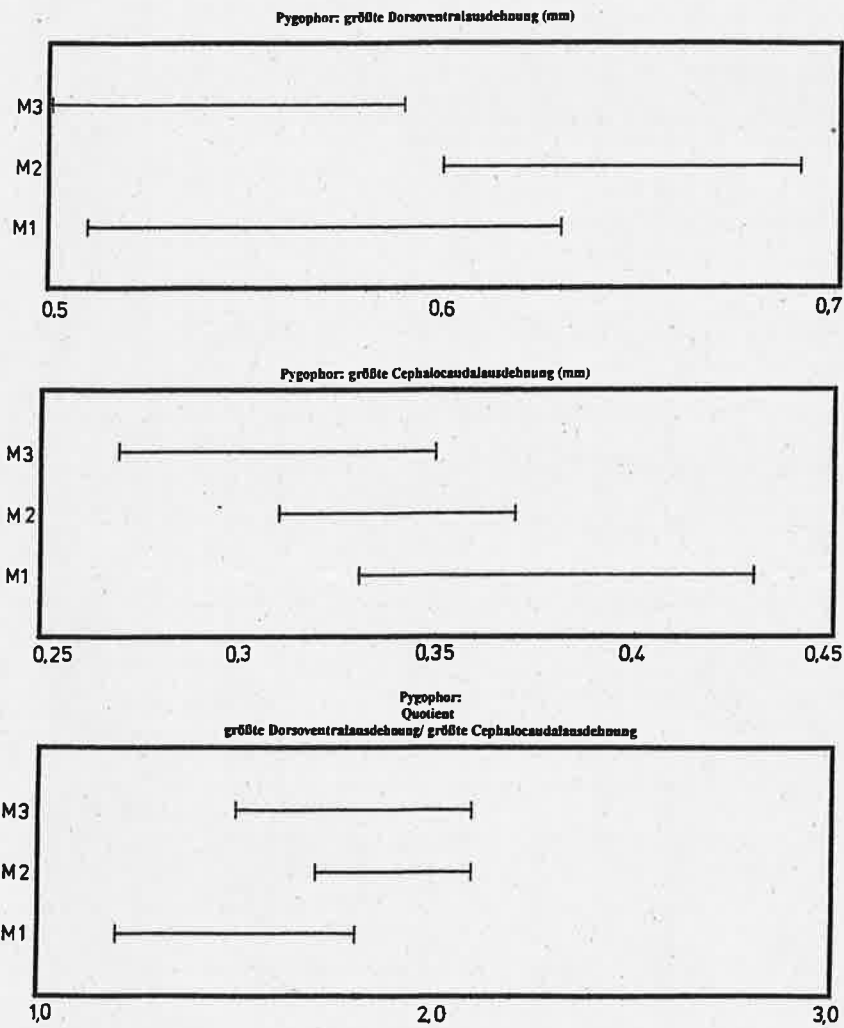 Pygophor: größte Dorsoventralausdehnung (mm)
M3
M2
M1
0.5 0,6 0,7
Pygophor: größte Cephalocaudalausdehnung (mm)
M3
M2
M1
0,25 0,3 0,35 0,4 0,45
Pygophor:
Quotient
größte Dorsoventralausdehnung/ größte Cephalocaudalausdehnung
M3
M2
M1
1,0 2,0 3,0